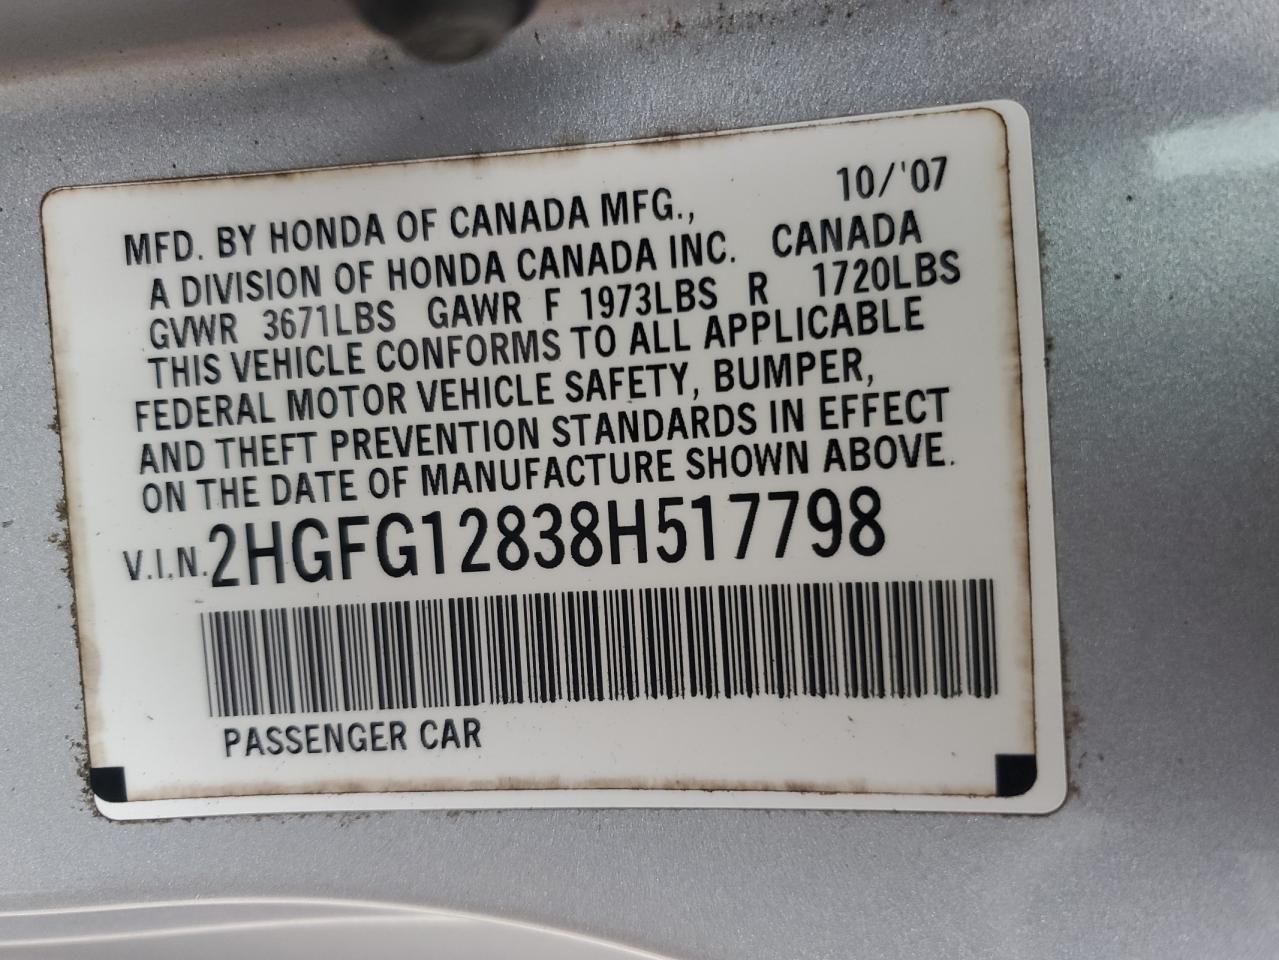 10/'07
MFD. BY HONDA OF CANADA MFG.,
A DIVISION OF HONDA CANADA INC. CANADA
GVWR 3671LBS GAWR F 1973LBS R 1720LBS
THIS VEHICLE CONFORMS TO ALL APPLICABLE
FEDERAL MOTOR VEHICLE SAFETY, BUMPER,
AND THEFT PREVENTION STANDARDS IN EFFECT
ON THE DATE OF MANUFACTURE SHOWN ABOVE.
V.I.N. 2HGFG12838H517798
PASSENGER CAR